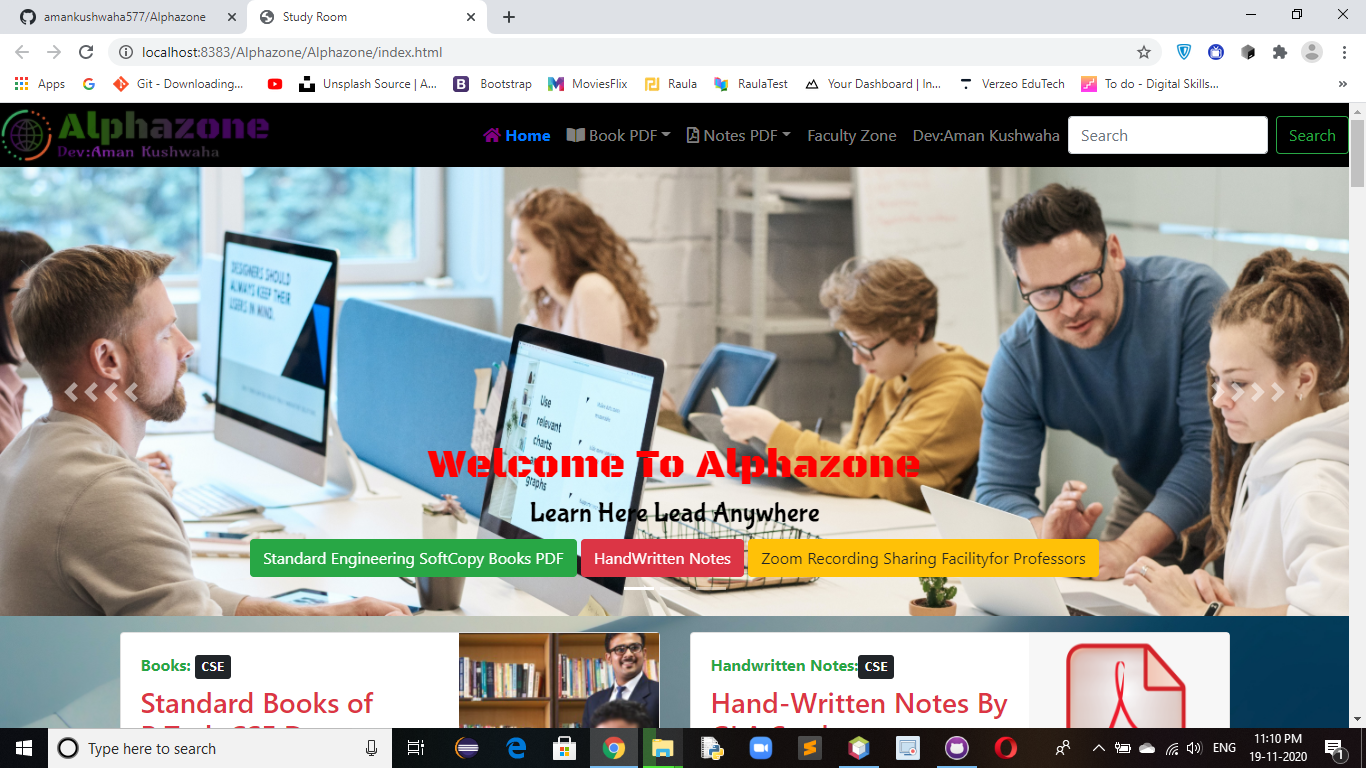 amankushwaha577/Alphazone
Study Room
localhost:8383/Alphazone/Alphazone/index.html
Apps
G
Git - Downloading...
Unsplash Source | A...
B Bootstrap
MoviesFlix
Raula
RaulaTest
Your Dashboard | In...
Verzeo EduTech
To do - Digital Skills...
»
Alphazone
Dev:Aman Kushwaha
Home
Book PDF
Notes PDF
Faculty Zone
Dev:Aman Kushwaha
Search
Search
DESIGNERS SHOULD
ALWAYS KEEP THEIR
USERS IN MIND.
Use
relevant
charts
graphs
Welcome To Alphazone
Learn Here Lead Anywhere
Standard Engineering SoftCopy Books PDF
HandWritten Notes
Zoom Recording Sharing Facilityfor Professors
Books: CSE
Standard Books of
Handwritten Notes:CSE
Hand-Written Notes By
Type here to search
ENG
11:10 PM
19-11-2020
1